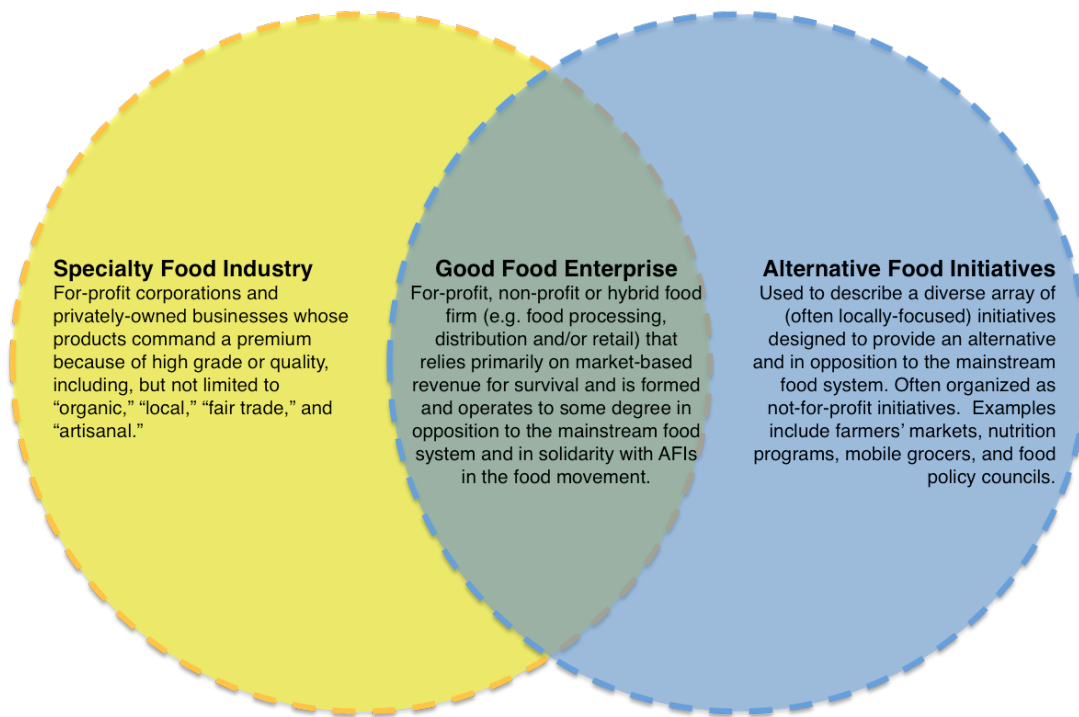 Specialty Food Industry
For-profit corporations and
privately-owned businesses whose
products command a premium
because of high grade or quality,
including, but not limited to
“organic,” “local,” “fair trade,” and
“artisanal.”
Good Food Enterprise
For-profit, non-profit or hybrid food
firm (e.g. food processing,
distribution and/or retail) that
relies primarily on market-based
revenue for survival and is formed
and operates to some degree in
opposition to the mainstream food
system and in solidarity with AFIs
in the food movement.
Alternative Food Initiatives
Used to describe a diverse array of
(often locally-focused) initiatives
designed to provide an alternative
and in opposition to the mainstream
food system. Often organized as
not-for-profit initiatives.  Examples
include farmers’ markets, nutrition
programs, mobile grocers, and food
policy councils.